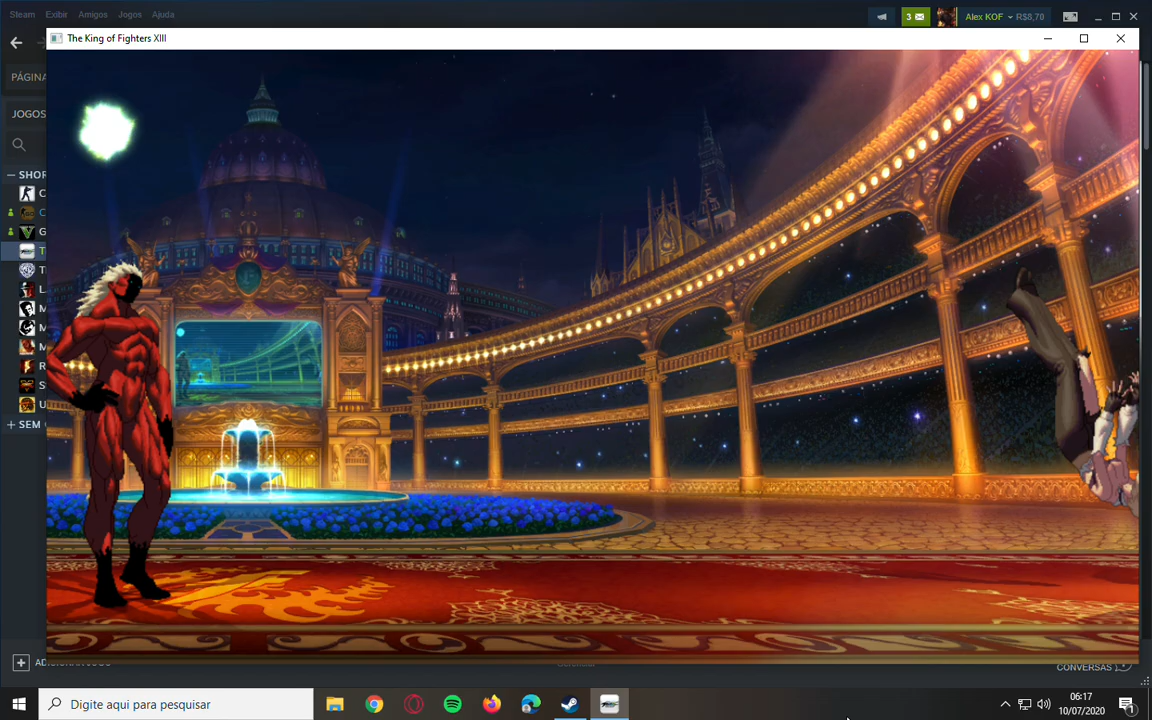 Steam Exibir Amigos Jogos Ajuda
3
Alex KOF R$8,70
The King of Fighters XIII
PÁGINA
JOGOS
SHOR
C
C
G
T
T
L
M
M
M
R
S
U
SEM
CONVERSAS
Digite aqui para pesquisar
06:17
10/07/2020
1